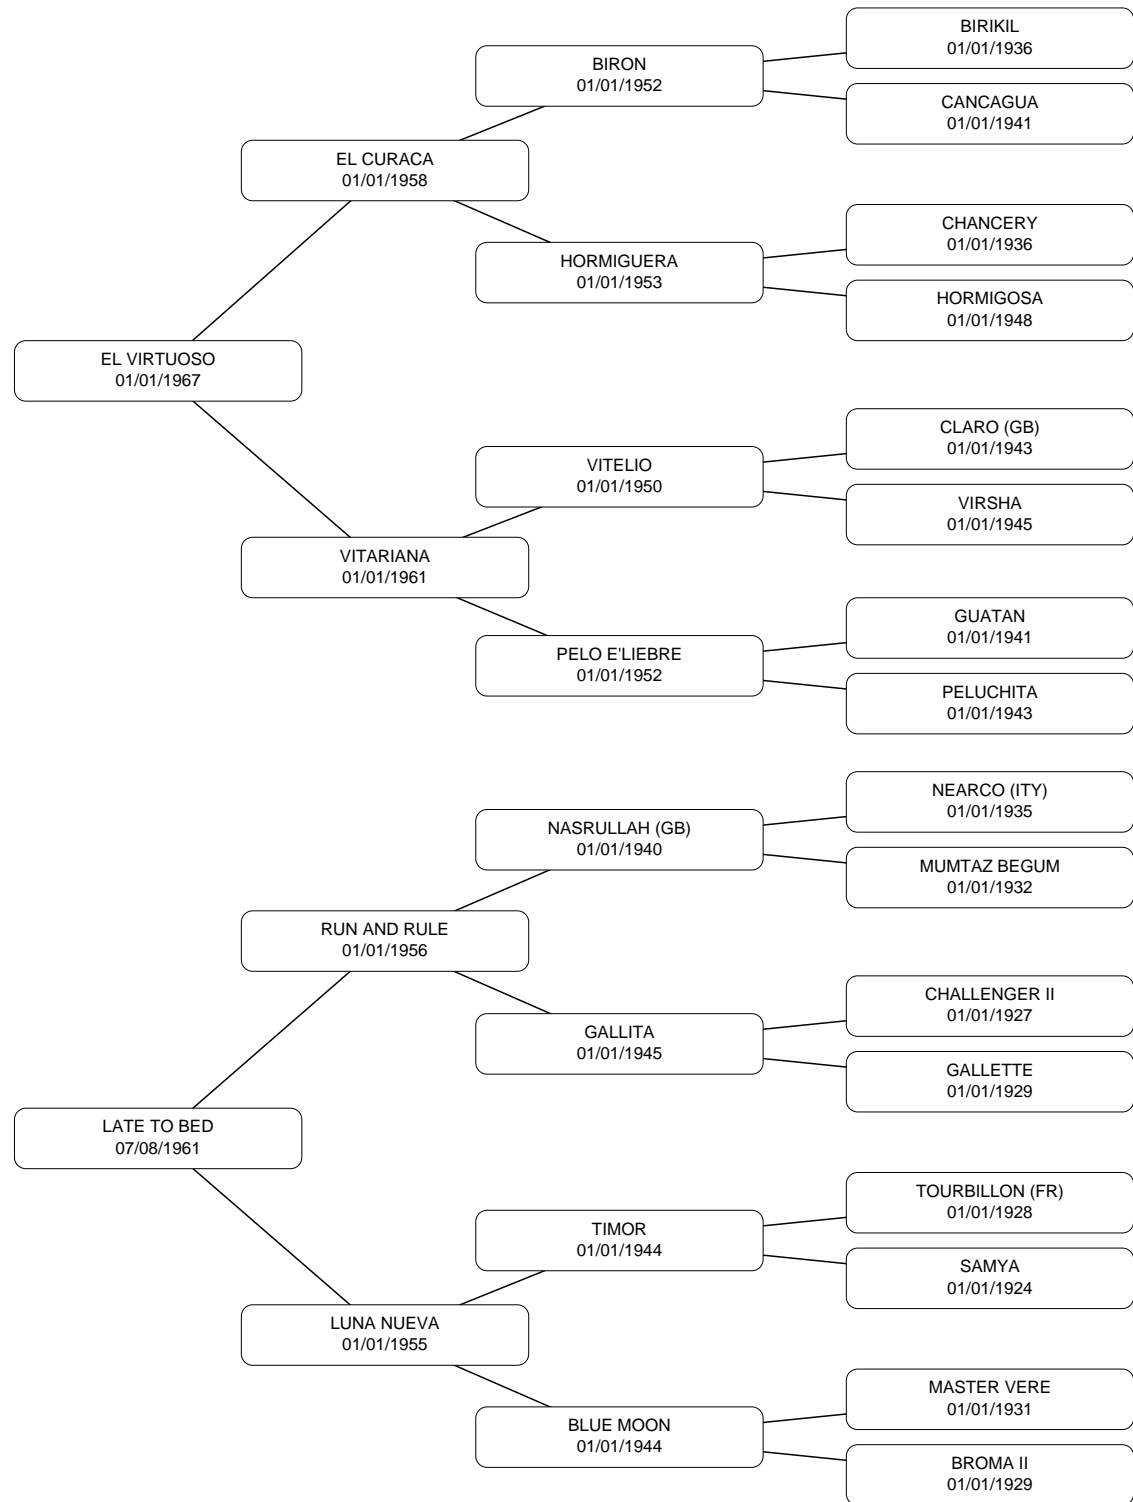 BIRIKIL
01/01/1936
BIRON
01/01/1952
CANCAGUA
01/01/1941
EL CURACA
01/01/1958
CHANCERY
01/01/1936
HORMIGUERA
01/01/1953
HORMIGOSA
01/01/1948
EL VIRTUOSO
01/01/1967
CLARO (GB)
01/01/1943
VITELIO
01/01/1950
VIRSHA
01/01/1945
VITARIANA
01/01/1961
GUATAN
01/01/1941
PELO E'LIEBRE
01/01/1952
PELUCHITA
01/01/1943
NEARCO (ITY)
01/01/1935
NASRULLAH (GB)
01/01/1940
MUMTAZ BEGUM
01/01/1932
RUN AND RULE
01/01/1956
CHALLENGER II
01/01/1927
GALLITA
01/01/1945
GALLETTE
01/01/1929
LATE TO BED
07/08/1961
TOURBILLON (FR)
01/01/1928
TIMOR
01/01/1944
SAMYA
01/01/1924
LUNA NUEVA
01/01/1955
MASTER VERE
01/01/1931
BLUE MOON
01/01/1944
BROMA II
01/01/1929